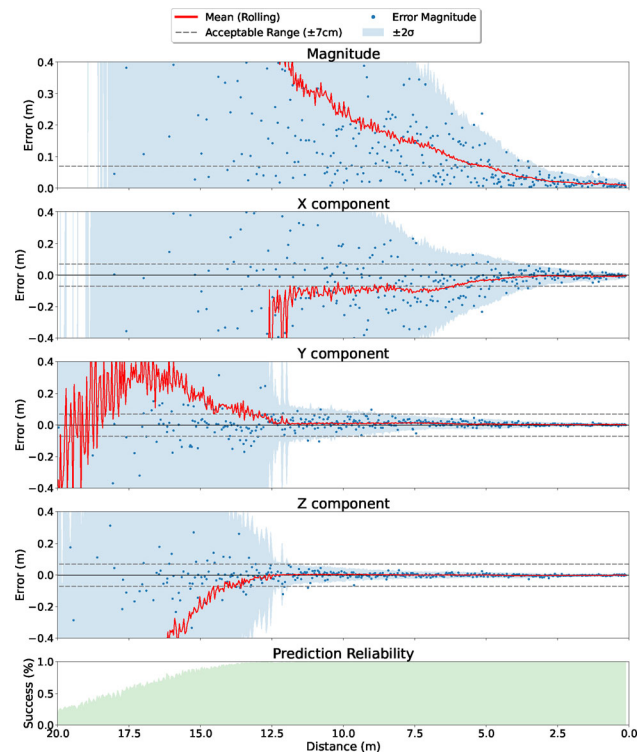 Mean (Rolling) Error Magnitude
Acceptable Range (±7cm) ±2σ
Magnitude
0.4
0.3
0.2
0.1
0.0
Error (m)
X component
0.4
0.2
0.0
−0.2
−0.4
Error (m)
Y component
0.4
0.2
0.0
−0.2
−0.4
Error (m)
Z component
0.4
0.2
0.0
−0.2
−0.4
Error (m)
Prediction Reliability
1.0
0.5
0.0
Success (%)
20.0 17.5 15.0 12.5 10.0 7.5 5.0 2.5 0.0
Distance (m)